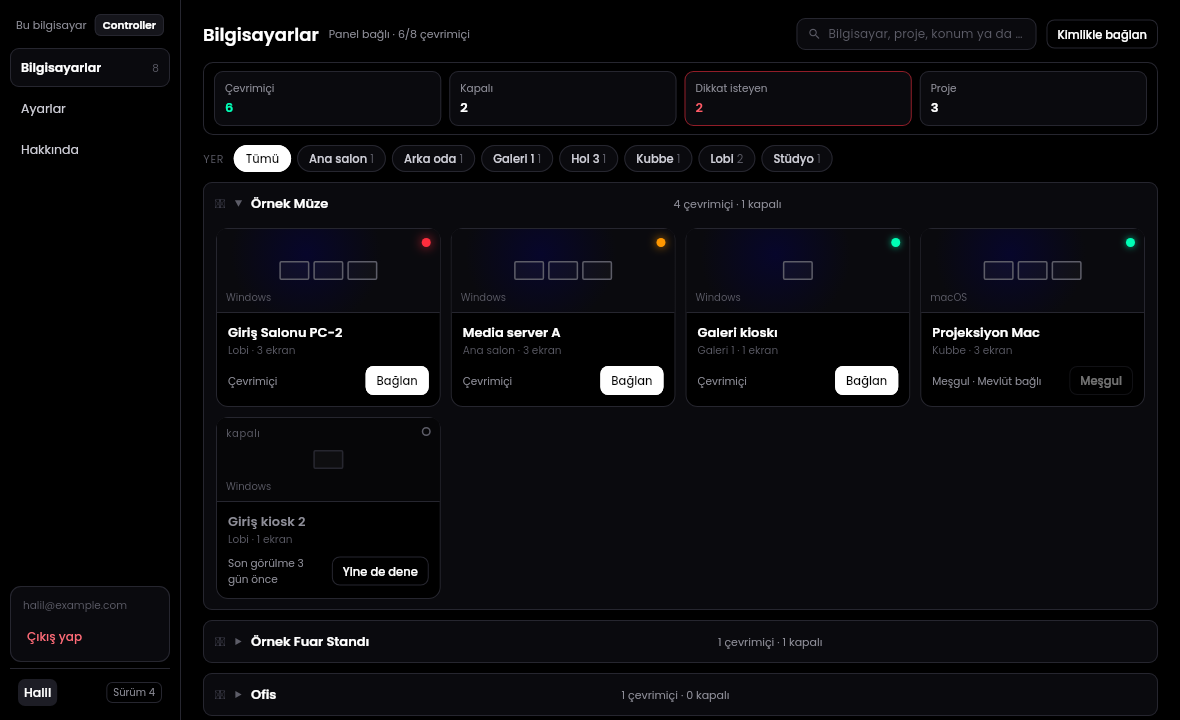 Bu bilgisayar Controller
Bilgisayarlar 8
Ayarlar
Hakkında
halil@example.com
Çıkış yap
Halil Sürüm 4
Bilgisayarlar Panel bağlı · 6/8 çevrimiçi
Bilgisayar, proje, konum ya da ...
Kimlikle bağlan
Çevrimiçi
6
Kapalı
2
Dikkat isteyen
2
Proje
3
YER Tümü Ana salon 1 Arka oda 1 Galeri 1 1 Hol 3 1 Kubbe 1 Lobi 2 Stüdyo 1
Örnek Müze 4 çevrimiçi · 1 kapalı
Windows
Giriş Salonu PC-2
Lobi · 3 ekran
Çevrimiçi Bağlan
Windows
Media server A
Ana salon · 3 ekran
Çevrimiçi Bağlan
Windows
Galeri kioskı
Galeri 1 · 1 ekran
Çevrimiçi Bağlan
macOS
Projeksiyon Mac
Kubbe · 3 ekran
Meşgul · Mevlüt bağlı Meşgul
kapalı
Windows
Giriş kiosk 2
Lobi · 1 ekran
Son görülme 3
gün önce
Yine de dene
Örnek Fuar Standı 1 çevrimiçi · 1 kapalı
Ofis 1 çevrimiçi · 0 kapalı